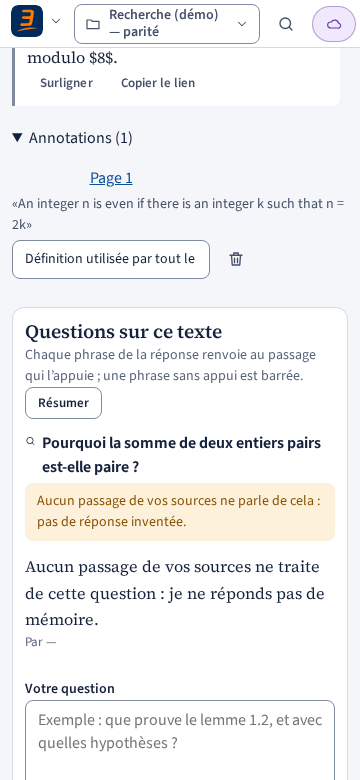 Recherche (démo)
— parité
modulo $8$.
Surligner Copier le lien
▼ Annotations (1)
Page 1
«An integer n is even if there is an integer k such that n =
2k»
Définition utilisée par tout le
Questions sur ce texte
Chaque phrase de la réponse renvoie au passage
qui l’appuie ; une phrase sans appui est barrée.
Résumer
Pourquoi la somme de deux entiers pairs
est-elle paire ?
Aucun passage de vos sources ne parle de cela :
pas de réponse inventée.
Aucun passage de vos sources ne traite
de cette question : je ne réponds pas de
mémoire.
Par —
Votre question
Exemple : que prouve le lemme 1.2, et avec
quelles hypothèses ?